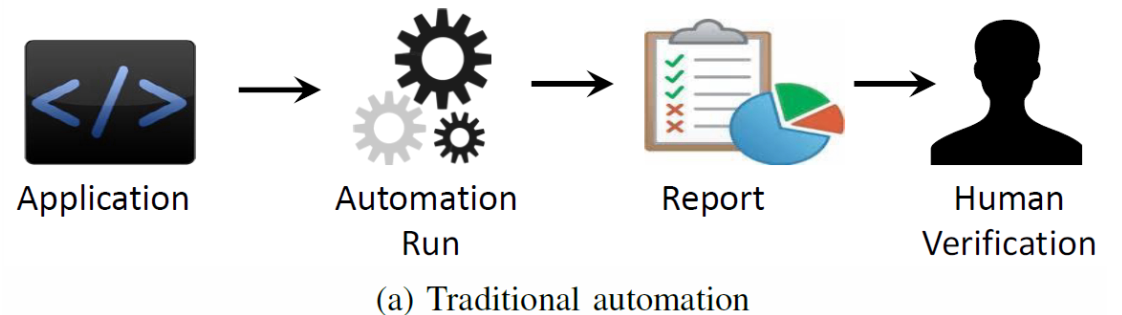 </>
Application
Automation
Run
Report
Human
Verification
(a) Traditional automation